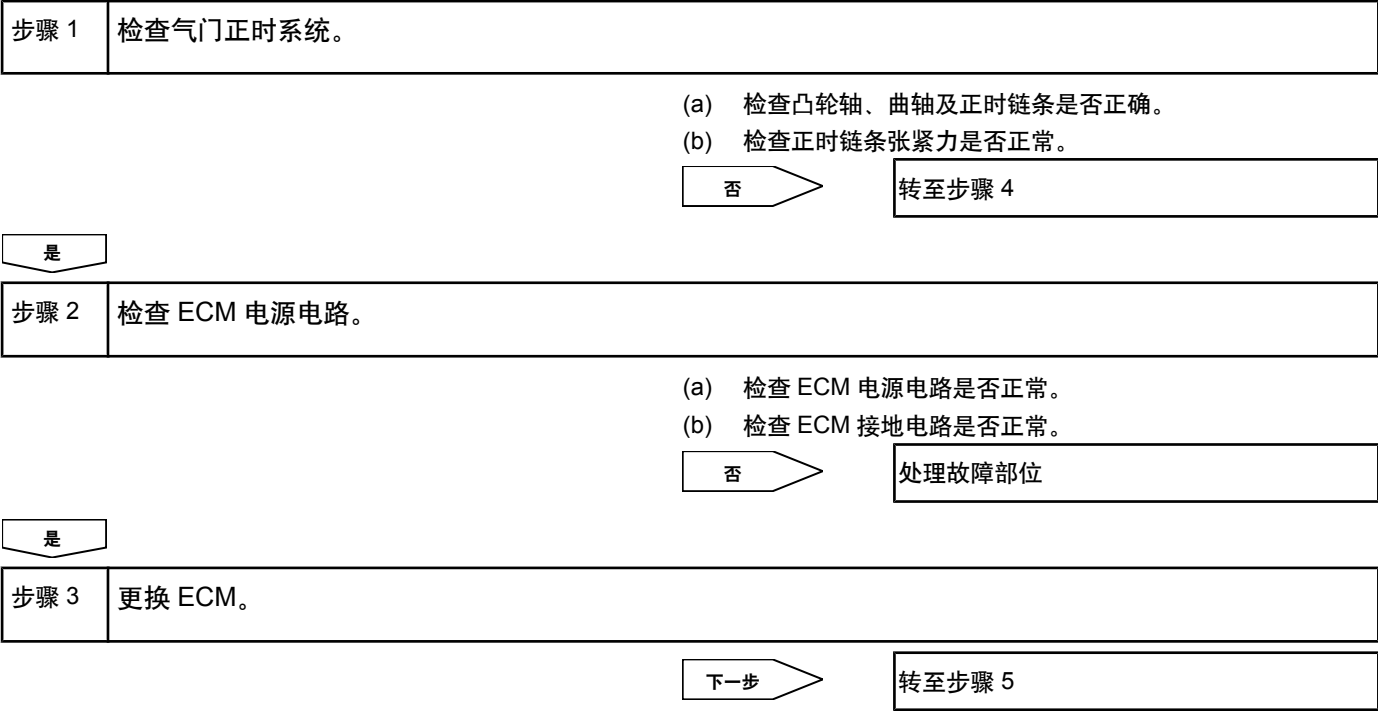 步骤 1 检查气门正时系统。
(a) 检查凸轮轴、曲轴及正时链条是否正确。
(b) 检查正时链条张紧力是否正常。
否 转至步骤 4
是
步骤 2 检查 ECM 电源电路。
(a) 检查 ECM 电源电路是否正常。
(b) 检查 ECM 接地电路是否正常。
否 处理故障部位
是
步骤 3 更换 ECM。
下一步 转至步骤 5